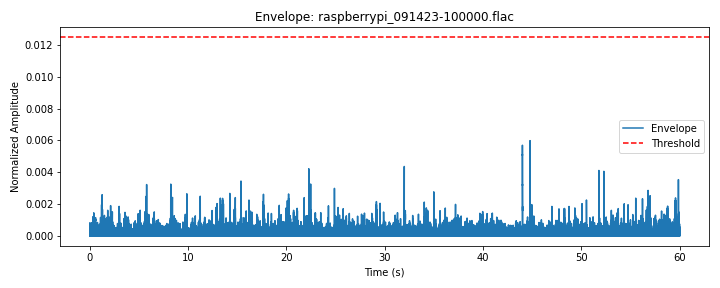 Envelope: raspberrypi_091423-100000.flac
Normalized Amplitude
0.012
0.010
0.008
0.006
0.004
0.002
0.000
Envelope
Threshold
0
10
20
30
40
50
60
Time (s)